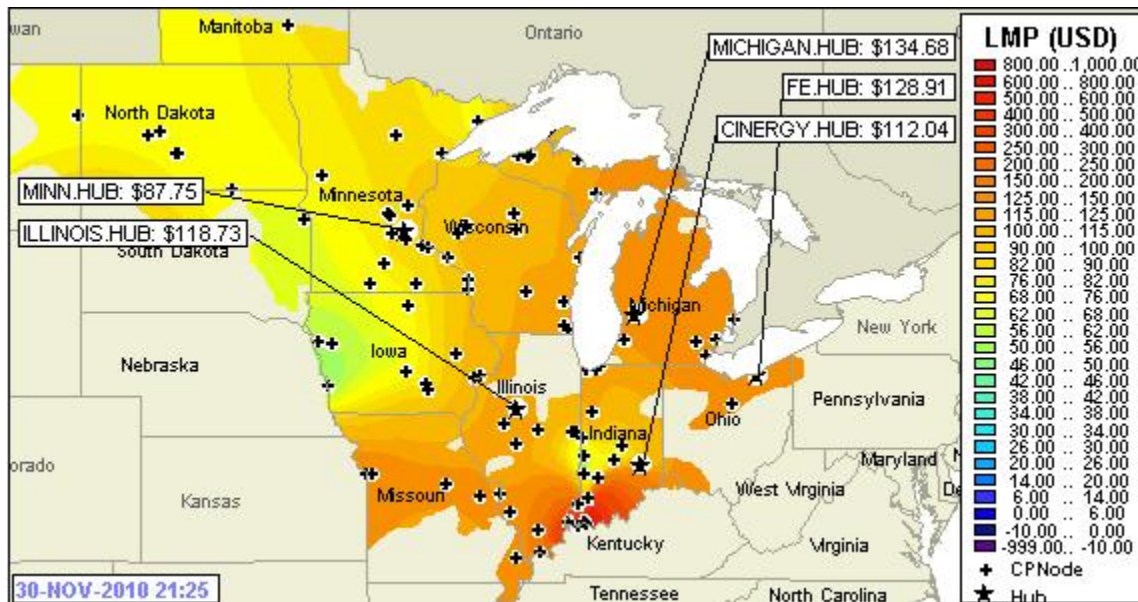 wan
Manitoba
Ontario
MICHIGAN.HUB: $134.68
FE.HUB: $128.91
CINERGY.HUB: $112.04
North Dakota
MINN.HUB: $87.75
Minnesota
Wisconsin
ILLINOIS.HUB: $118.73
South Dakota
Michigan
New York
Nebraska
Iowa
Illinois
Pennsylvania
Ohio
Indiana
orado
Kansas
Missouri
Maryland
West Virginia
Kentucky
Virginia
Tennessee
North Carolina
30-NOV-2010 21:25
LMP (USD)
800.00 .. 1,000.00
600.00 .. 800.00
500.00 .. 600.00
400.00 .. 500.00
300.00 .. 400.00
250.00 .. 300.00
200.00 .. 250.00
150.00 .. 200.00
125.00 .. 150.00
115.00 .. 125.00
100.00 .. 115.00
90.00 .. 100.00
82.00 .. 90.00
76.00 .. 82.00
68.00 .. 76.00
62.00 .. 68.00
56.00 .. 62.00
50.00 .. 56.00
46.00 .. 50.00
42.00 .. 46.00
38.00 .. 42.00
34.00 .. 38.00
30.00 .. 34.00
26.00 .. 30.00
20.00 .. 26.00
14.00 .. 20.00
6.00 .. 14.00
0.00 .. 6.00
-10.00 .. 0.00
-999.00 .. -10.00
CPNode
Hub